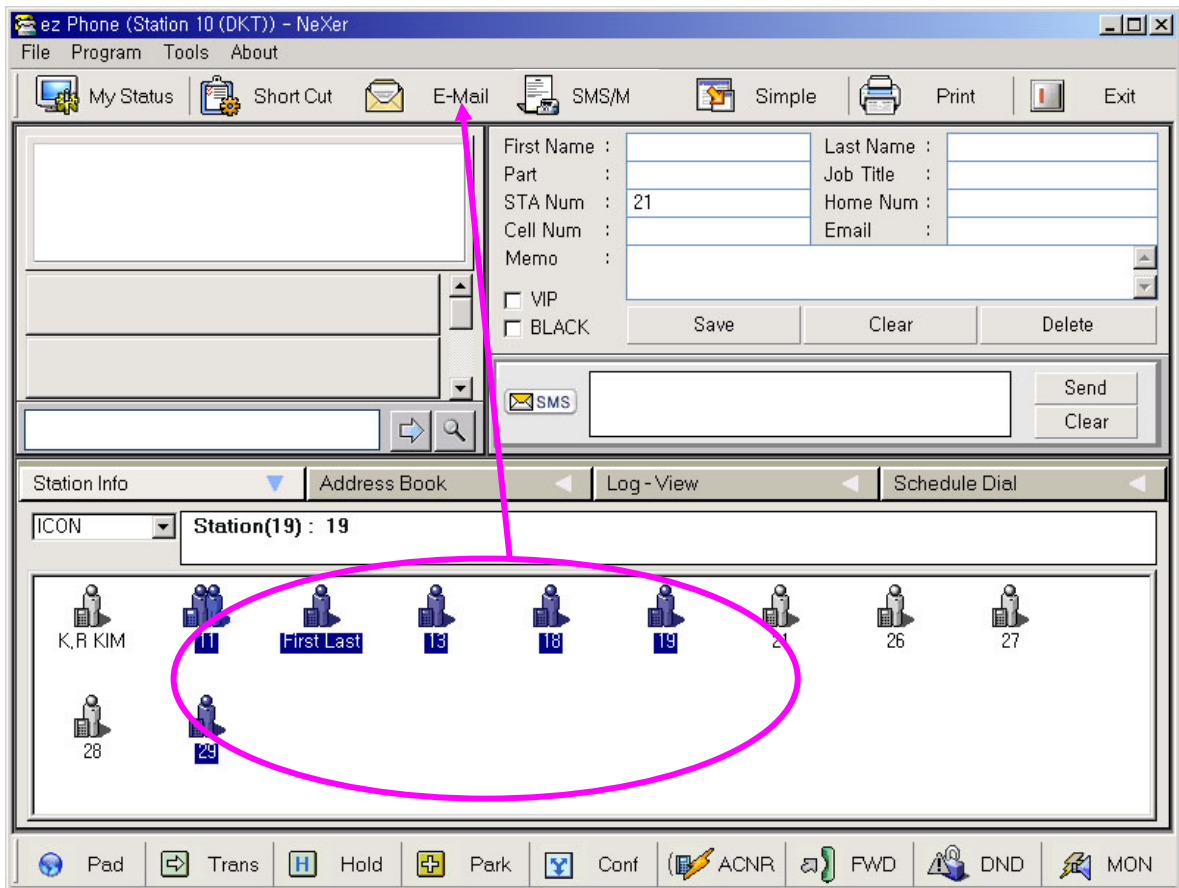 ez Phone (Station 10 (DKT)) - NeXer
File Program Tools About
My Status Short Cut E-Mail SMS/M Simple Print Exit
First Name : Last Name :
Part : Job Title :
STA Num : 21 Home Num :
Cell Num : Email :
Memo :
VIP
BLACK Save Clear Delete
SMS Send
Clear
Station Info Address Book Log-View Schedule Dial
ICON Station(19) : 19
K,R KIM 11 First Last 13 18 19 21 26 27
28 29
Pad Trans H Hold Park Conf ACNR FWD DND MON